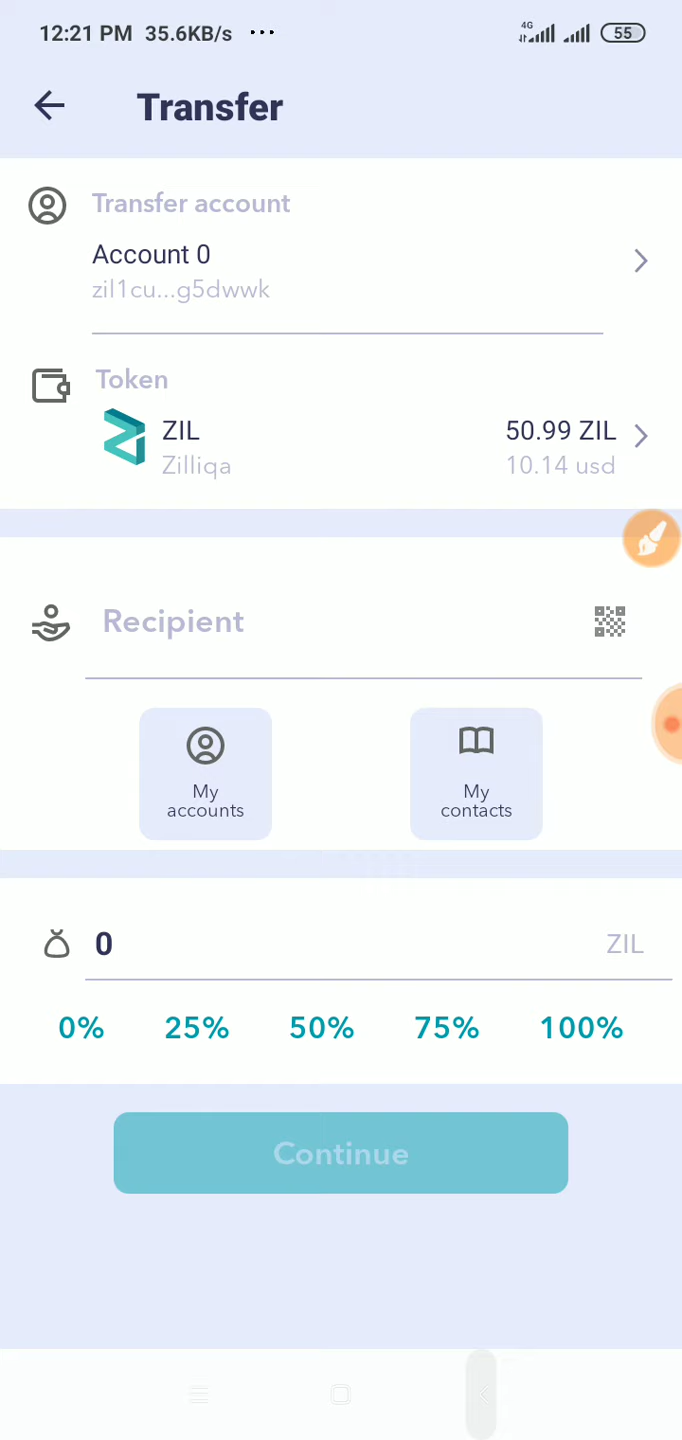 12:21 PM 35.6KB/s ...
4G 55
Transfer
Transfer account
Account 0
zil1cu...g5dwwk
Token
ZIL 50.99 ZIL
Zilliqa 10.14 usd
Recipient
My accounts
My contacts
0 ZIL
0% 25% 50% 75% 100%
Continue